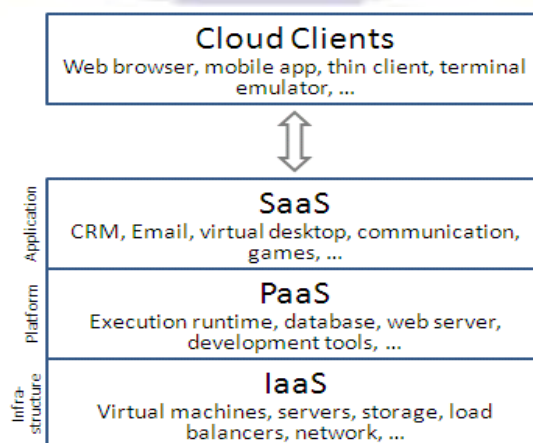 Cloud Clients
Web browser, mobile app, thin client, terminal
emulator, ...
Application
SaaS
CRM, Email, virtual desktop, communication,
games, ...
Platform
PaaS
Execution runtime, database, web server,
development tools, ...
Infra-
structure
IaaS
Virtual machines, servers, storage, load
balancers, network, ...